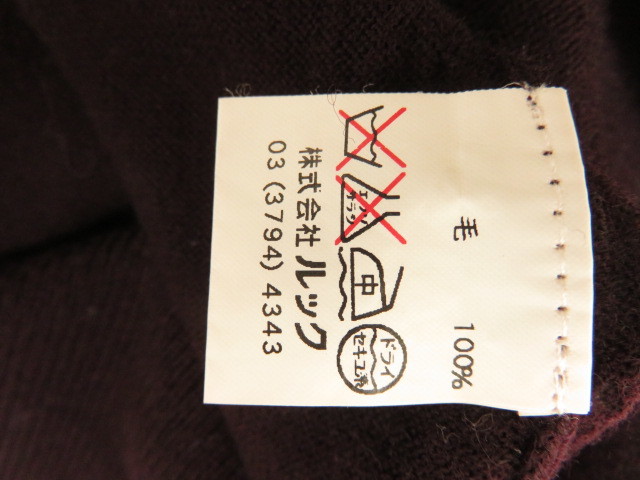 毛 100%
エンソ サラシ
中
ドライ
セキユ系
株式会社 ルック
03 (3794) 4343